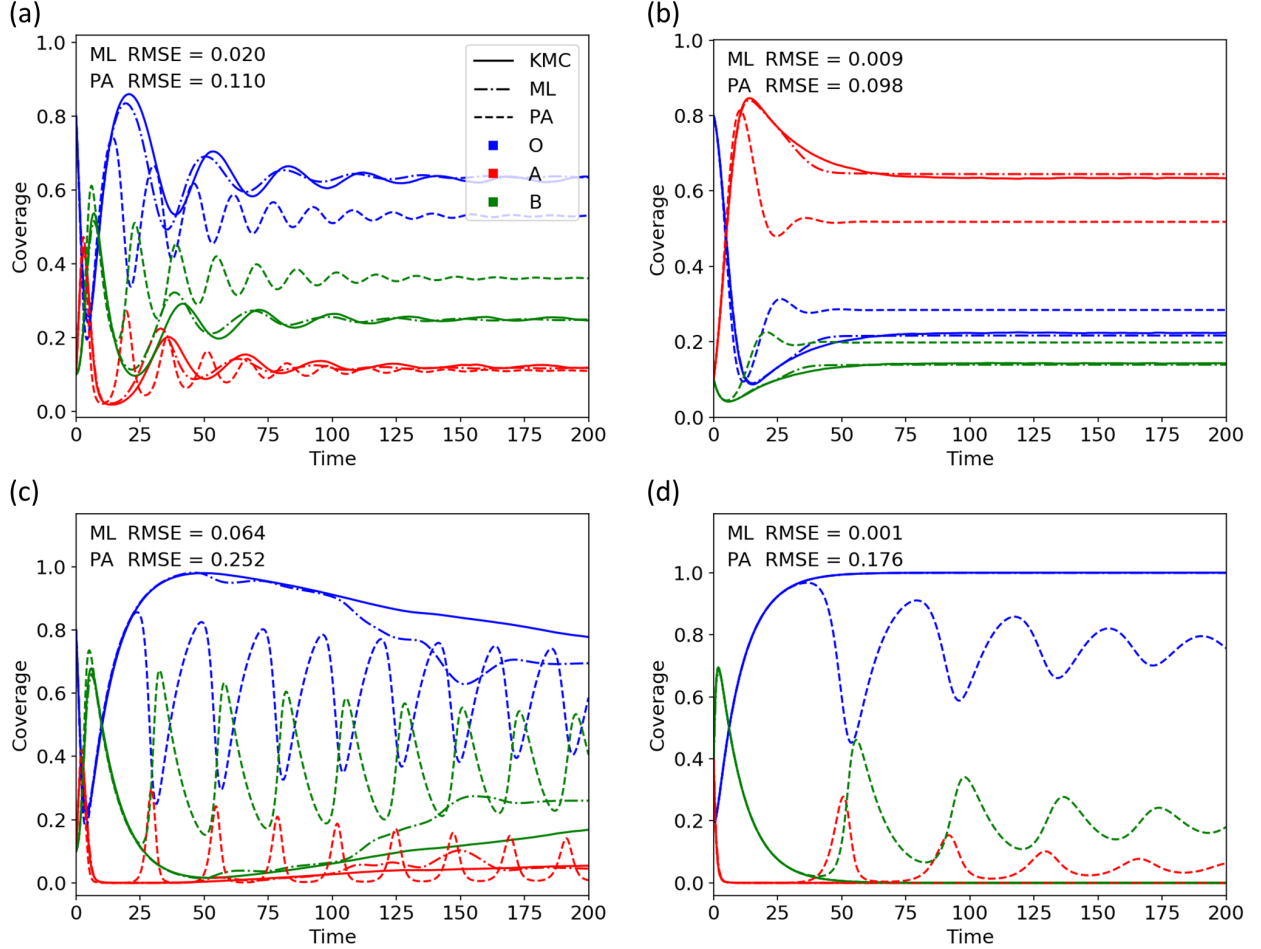 (a)
ML RMSE = 0.020
PA RMSE = 0.110
KMC
ML
PA
O
A
B
1.0
0.8
0.6
0.4
0.2
0.0
Coverage
0 25 50 75 100 125 150 175 200
Time
(b)
ML RMSE = 0.009
PA RMSE = 0.098
1.0
0.8
0.6
0.4
0.2
0.0
Coverage
0 25 50 75 100 125 150 175 200
Time
(c)
ML RMSE = 0.064
PA RMSE = 0.252
1.0
0.8
0.6
0.4
0.2
0.0
Coverage
0 25 50 75 100 125 150 175 200
Time
(d)
ML RMSE = 0.001
PA RMSE = 0.176
1.0
0.8
0.6
0.4
0.2
0.0
Coverage
0 25 50 75 100 125 150 175 200
Time